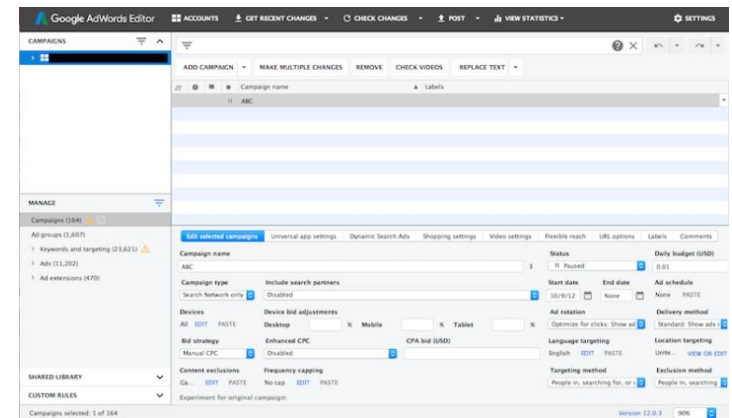 Google AdWords Editor ACCOUNTS GET RECENT CHANGES CHECK CHANGES POST VIEW STATISTICS SETTINGS
CAMPAIGNS
ADD CAMPAIGN MAKE MULTIPLE CHANGES REMOVE CHECK VIDEOS REPLACE TEXT
Campaign name Labels
ABC
MANAGE
Campaigns (164)
Ad groups (1,607)
Keywords and targeting (23,621)
Ads (11,202)
Ad extensions (470)
SHARED LIBRARY
CUSTOM RULES
Edit selected campaigns Universal app settings Dynamic Search Ads Shopping settings Video settings Flexible reach URL options Labels Comments
Campaign name Status Daily budget (USD)
ABC 3 Paused 0.01
Campaign type Include search partners Start date End date Ad schedule
Search Network only Disabled 10/9/12 None None PASTE
Devices Device bid adjustments Ad rotation Delivery method
All EDIT PASTE Desktop % Mobile % Tablet % Optimize for clicks: Show ad Standard: Show ads
Bid strategy Enhanced CPC CPA bid (USD) Language targeting Location targeting
Manual CPC Disabled English EDIT PASTE Unite... VIEW OR EDIT
Content exclusions Frequency capping Targeting method Exclusion method
Ga... EDIT PASTE No cap EDIT PASTE People in, searching for, or People in, searching
Experiment for original campaign:
Campaigns selected: 1 of 164 Version 12.0.3 90%